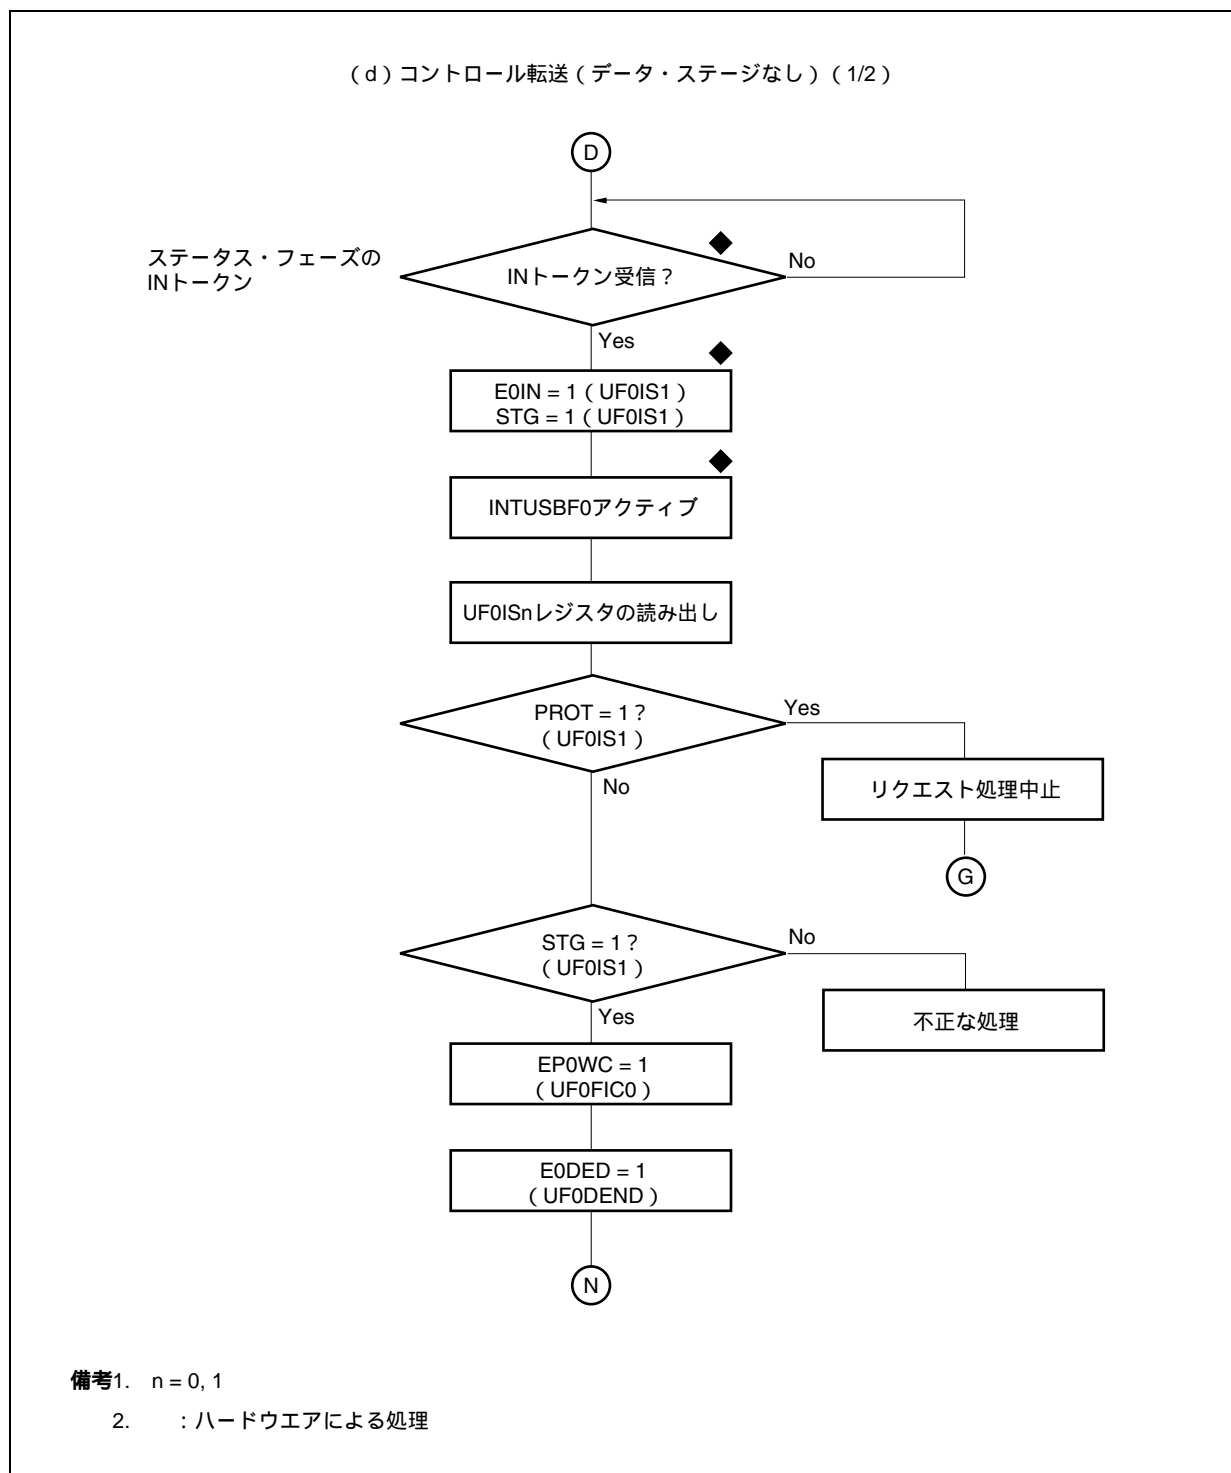 （d）コントロール転送（データ・ステージなし）（1/2）
D
ステータス・フェーズの
INトークン
INトークン受信？
No
Yes
E0IN = 1（UF0IS1）
STG = 1（UF0IS1）
INTUSBF0アクティブ
UF0ISnレジスタの読み出し
PROT = 1？
（UF0IS1）
Yes
No
リクエスト処理中止
G
STG = 1？
（UF0IS1）
No
Yes
不正な処理
EP0WC = 1
（UF0FIC0）
E0DED = 1
（UF0DEND）
N
備考1. n = 0, 1
2. ：ハードウエアによる処理